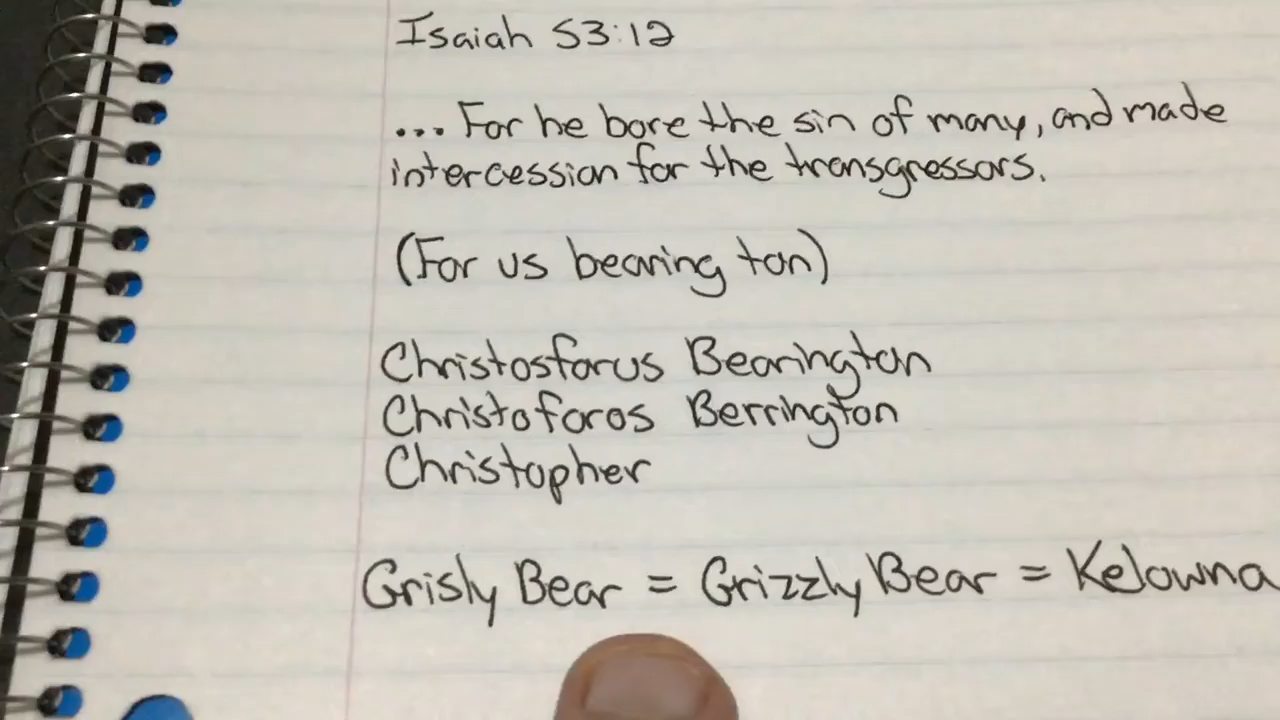 Isaiah 53:12
... For he bore the sin of many, and made
intercession for the transgressors.
(For us bearing ton)
Christosforus Bearington
Christoforos Berrington
Christopher
Grisly Bear = Grizzly Bear = Kelowna